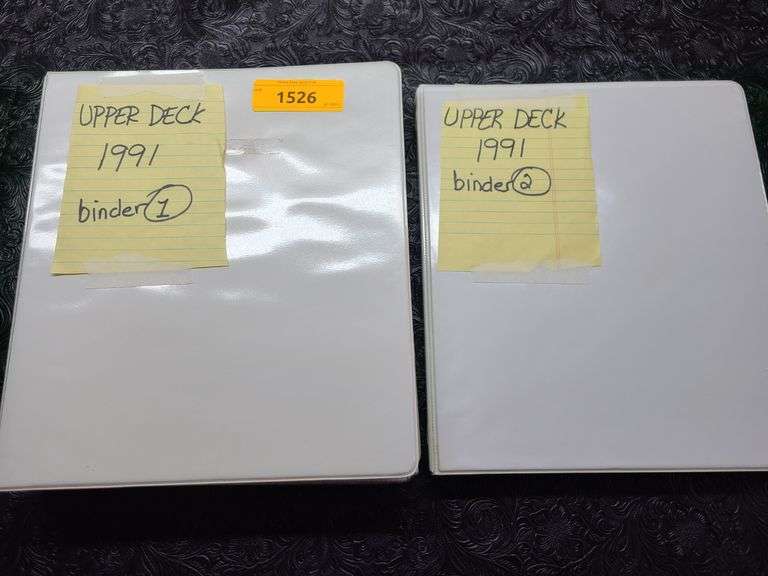 UPPER DECK
1991
binder 1
1526
UPPER DECK
1991
binder 2